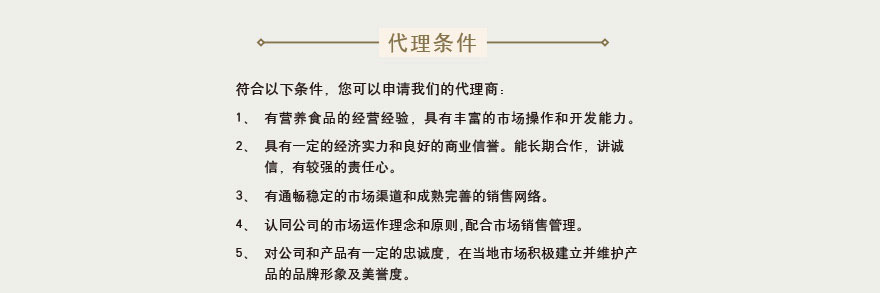 代理条件
符合以下条件，您可以申请我们的代理商：
1、 有营养食品的经营经验，具有丰富的市场操作和开发能力。
2、 具有一定的经济实力和良好的商业信誉。能长期合作，讲诚
信，有较强的责任心。
3、 有通畅稳定的市场渠道和成熟完善的销售网络。
4、 认同公司的市场运作理念和原则,配合市场销售管理。
5、 对公司和产品有一定的忠诚度，在当地市场积极建立并维护产
品的品牌形象及美誉度。